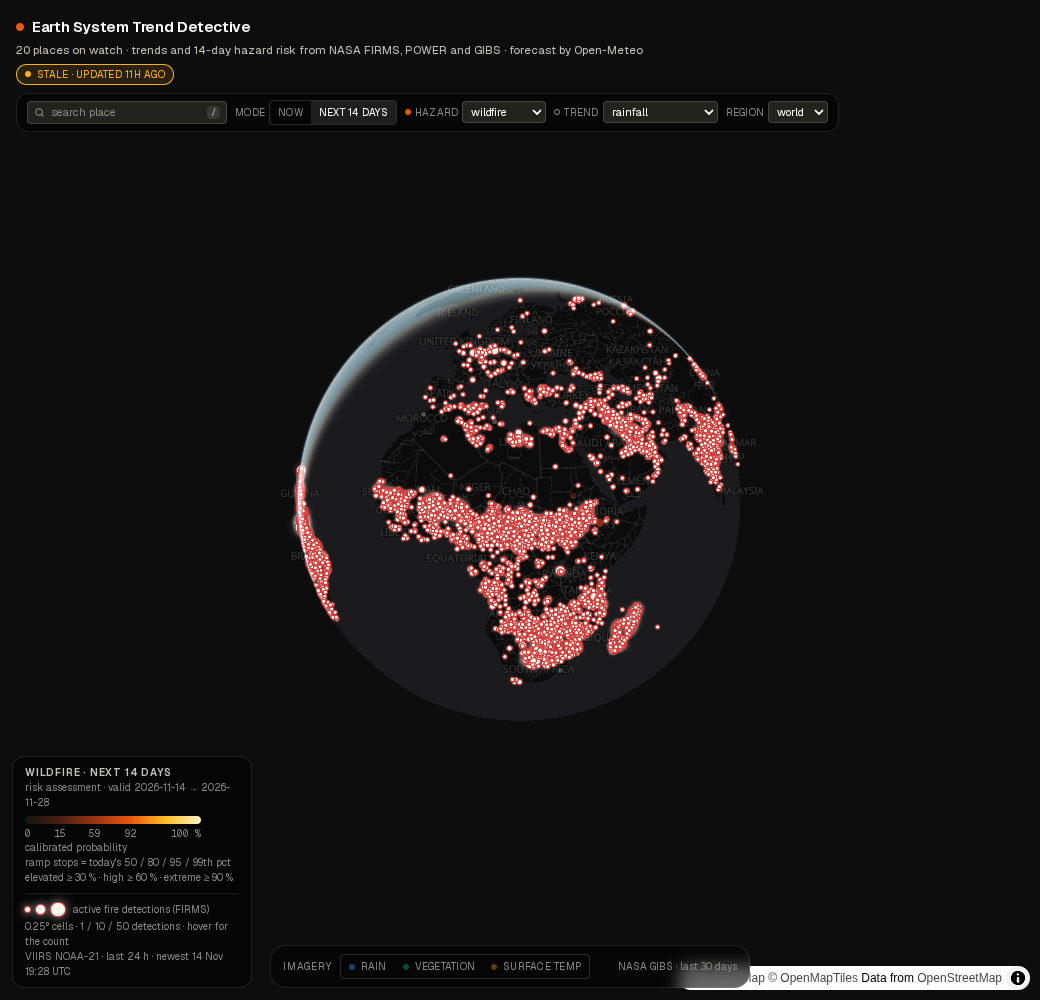 Earth System Trend Detective
20 places on watch · trends and 14-day hazard risk from NASA FIRMS, POWER and GIBS · forecast by Open-Meteo
STALE · UPDATED 11H AGO
search place / MODE NOW NEXT 14 DAYS HAZARD wildfire TREND rainfall REGION world
GREENLAND
ICELAND
FINLAND
UNITED KINGDOM
KAZAKHSTAN
ҚАЗАҚСТАН
ITALY
MOROCCO
NIGER
CHAD
MALAYSIA
KENYA
WILDFIRE · NEXT 14 DAYS
risk assessment · valid 2026-11-14 → 2026-
11-28
0 15 59 92 100 %
calibrated probability
ramp stops = today's 50 / 80 / 95 / 99th pct
elevated ≥ 30 % · high ≥ 60 % · extreme ≥ 90 %
active fire detections (FIRMS)
0.25° cells · 1 / 10 / 50 detections · hover for
the count
VIIRS NOAA-21 · last 24 h · newest 14 Nov
19:28 UTC
IMAGERY RAIN VEGETATION SURFACE TEMP NASA GIBS · last 30 days
© OpenMapTiles Data from OpenStreetMap